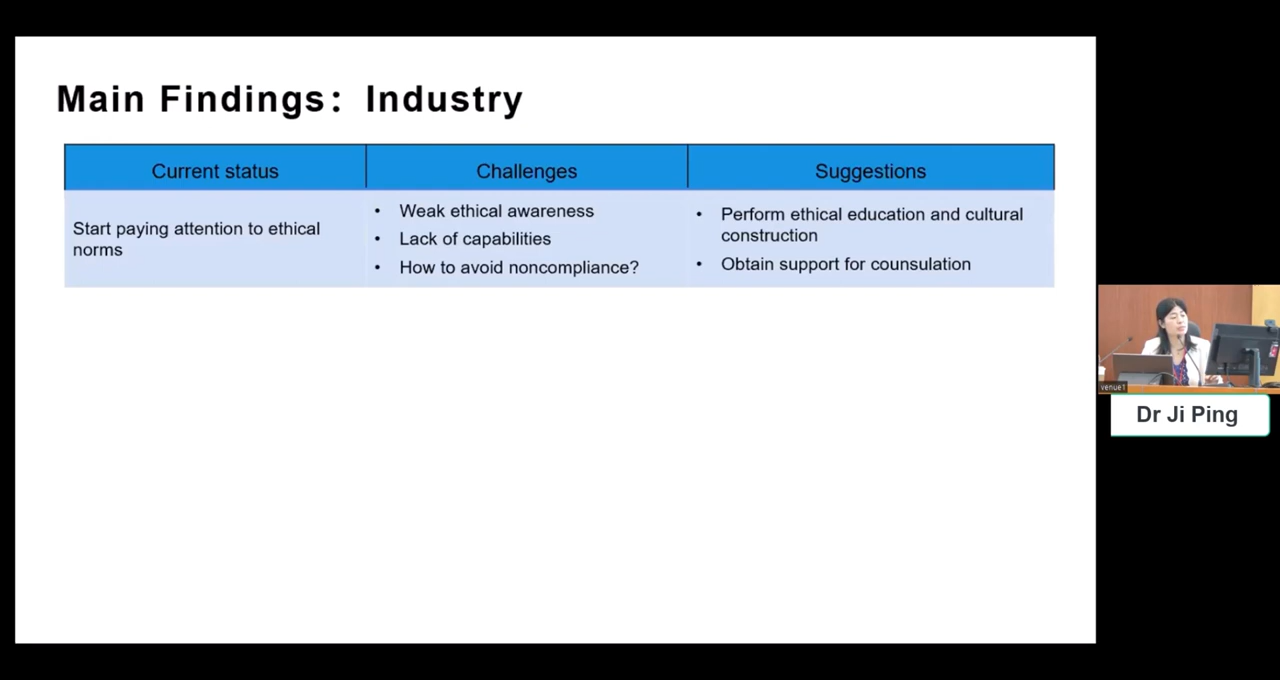 Main Findings： Industry
Current status
Challenges
Suggestions
Start paying attention to ethical
norms
• Weak ethical awareness
• Lack of capabilities
• How to avoid noncompliance?
• Perform ethical education and cultural
construction
• Obtain support for counsulation
venue1
Dr Ji Ping